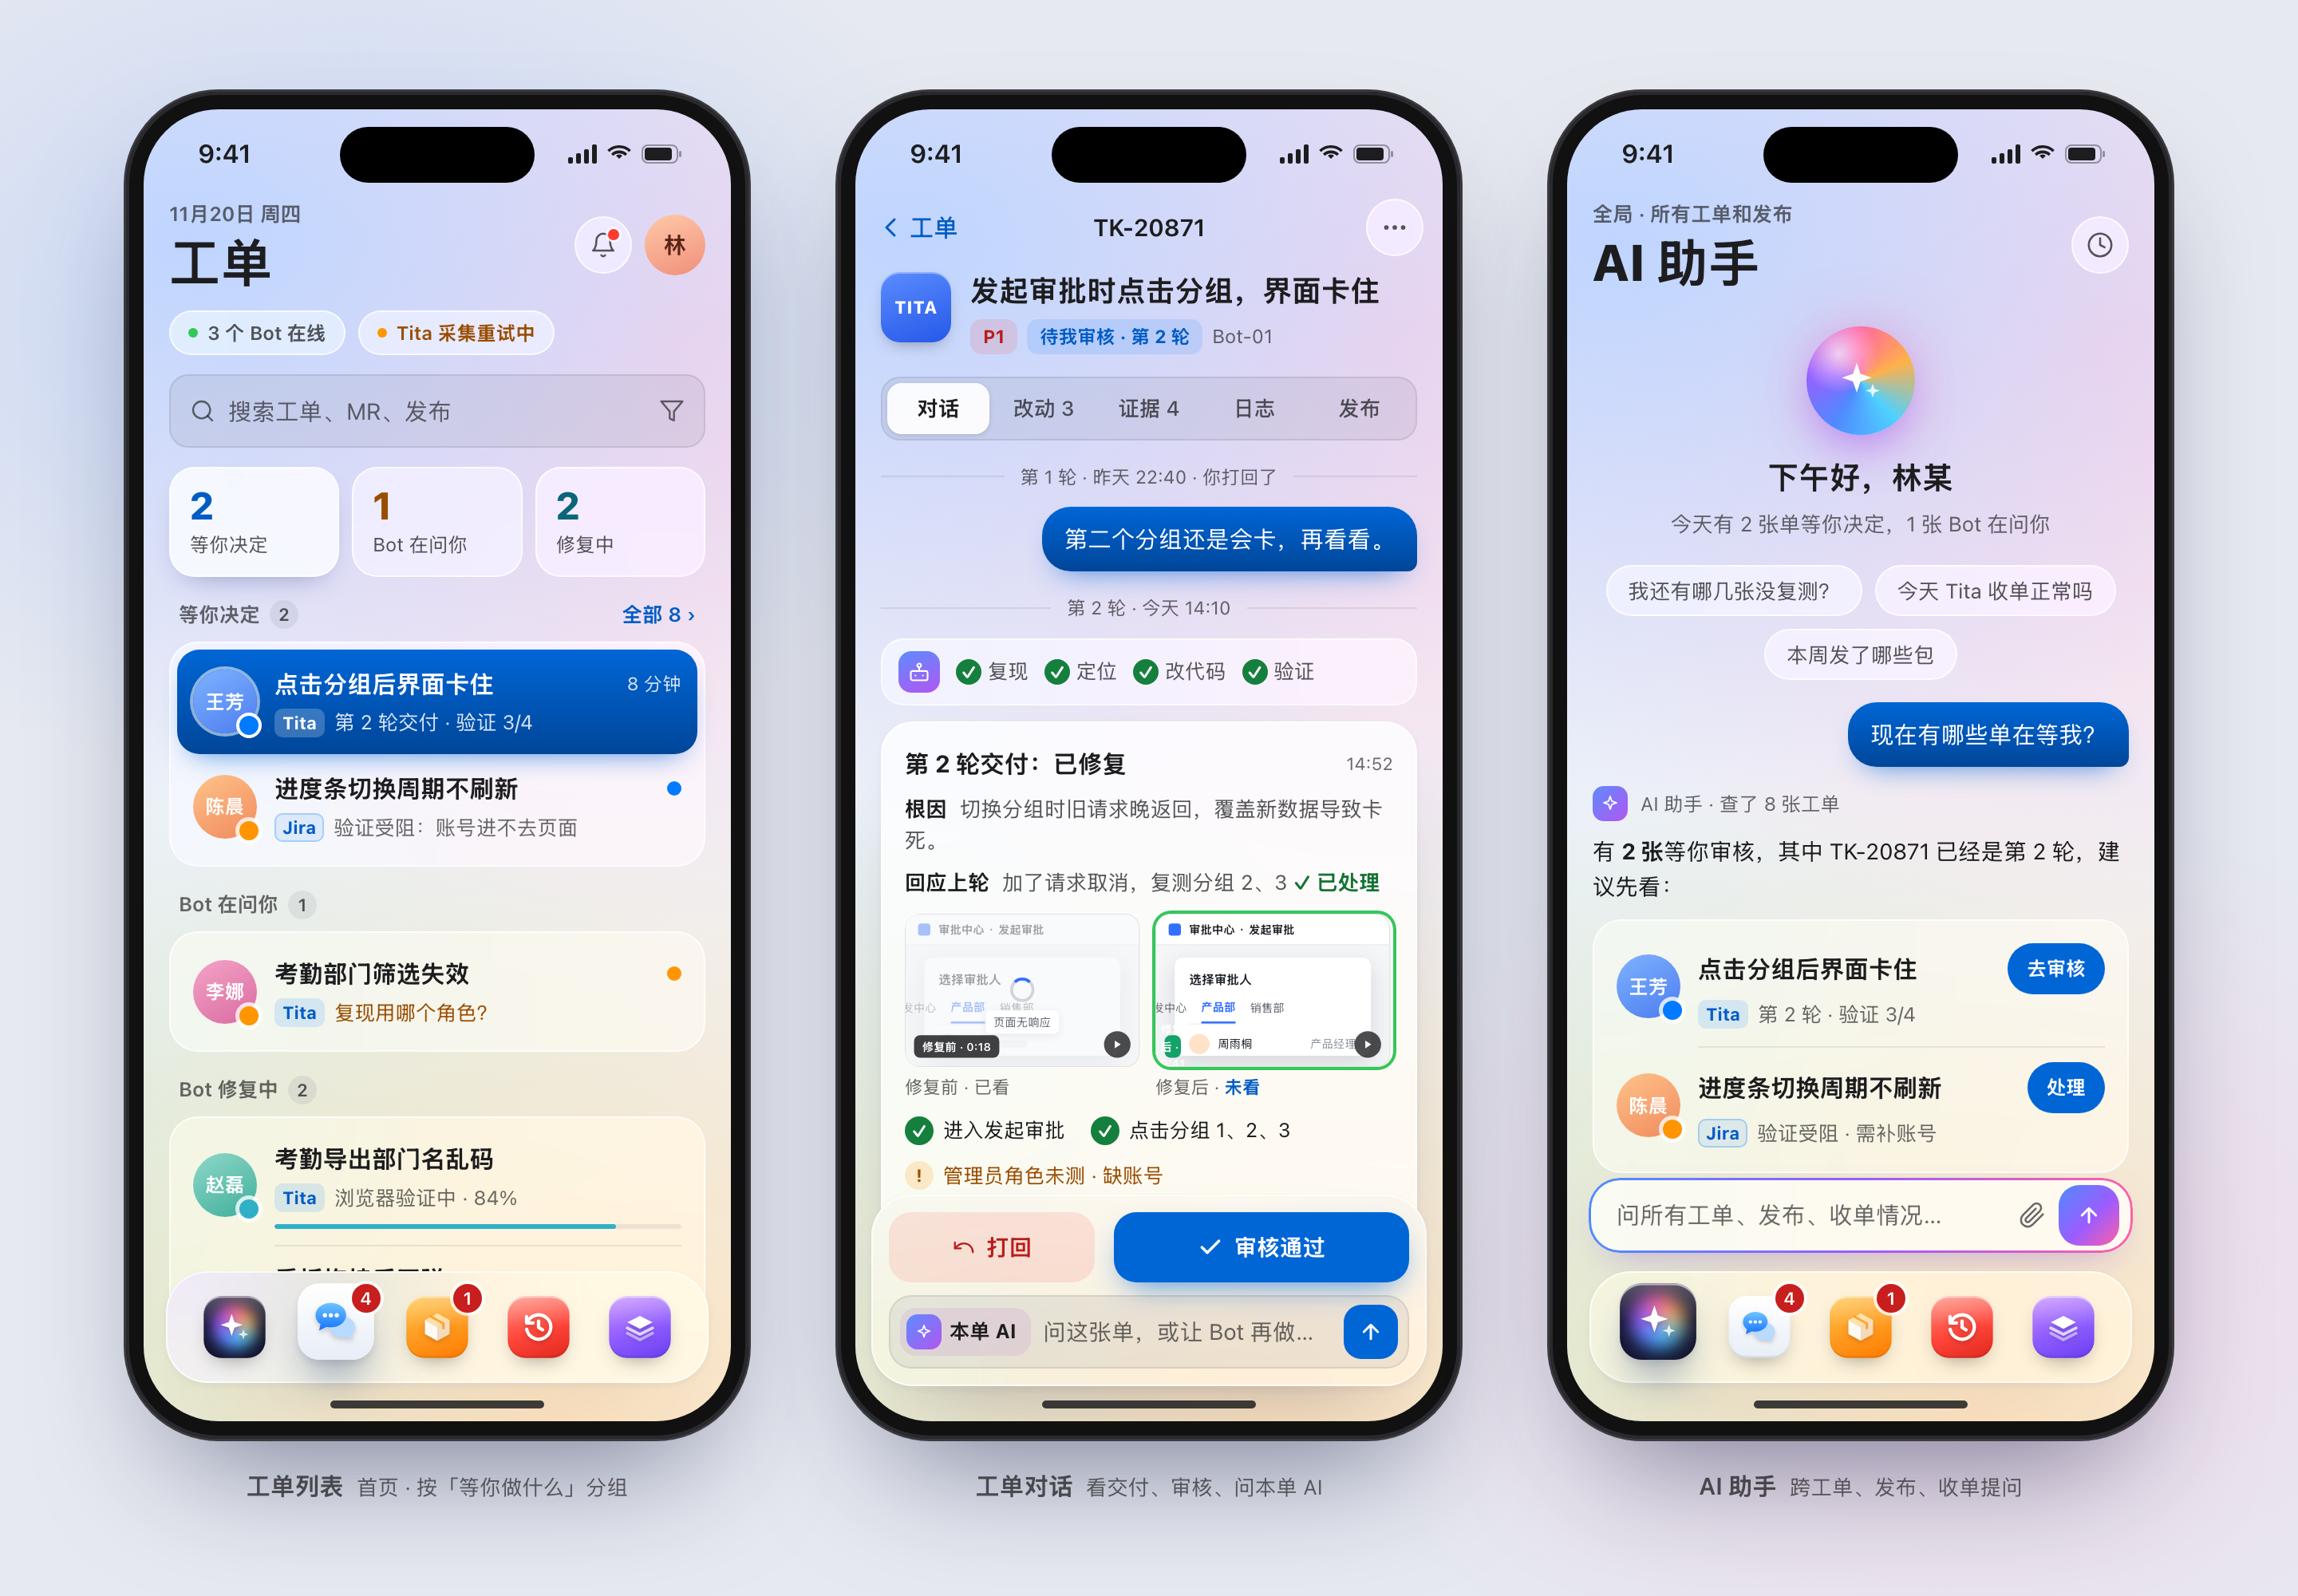 9:41
11月20日 周四
工单
林
3 个 Bot 在线
Tita 采集重试中
搜索工单、MR、发布
2
等你决定
1
Bot 在问你
2
修复中
等你决定 2
全部 8 ›
王芳
点击分组后界面卡住
8 分钟
Tita 第 2 轮交付 · 验证 3/4
陈晨
进度条切换周期不刷新
Jira 验证受阻：账号进不去页面
Bot 在问你 1
李娜
考勤部门筛选失效
Tita 复现用哪个角色?
Bot 修复中 2
赵磊
考勤导出部门名乱码
Tita 浏览器验证中 · 84%
4
1
工单列表 首页 · 按「等你做什么」分组
9:41
工单
TK-20871
TITA
发起审批时点击分组，界面卡住
P1 待我审核 · 第 2 轮 Bot-01
对话 改动 3 证据 4 日志 发布
第 1 轮 · 昨天 22:40 · 你打回了
第二个分组还是会卡，再看看。
第 2 轮 · 今天 14:10
复现 定位 改代码 验证
第 2 轮交付：已修复
14:52
根因 切换分组时旧请求晚返回，覆盖新数据导致卡
死。
回应上轮 加了请求取消，复测分组 2、3 ✓ 已处理
审批中心 · 发起审批
选择审批人
发中心 产品部 销售部
页面无响应
修复前 · 0:18
审批中心 · 发起审批
选择审批人
发中心 产品部 销售部
后 ·
周雨桐 产品经理
修复前 · 已看
修复后 · 未看
进入发起审批 点击分组 1、2、3
! 管理员角色未测 · 缺账号
打回
审核通过
本单 AI 问这张单，或让 Bot 再做...
工单对话 看交付、审核、问本单 AI
9:41
全局 · 所有工单和发布
AI 助手
下午好，林某
今天有 2 张单等你决定，1 张 Bot 在问你
我还有哪几张没复测?
今天 Tita 收单正常吗
本周发了哪些包
现在有哪些单在等我?
AI 助手 · 查了 8 张工单
有 2 张等你审核，其中 TK-20871 已经是第 2 轮，建
议先看：
王芳
点击分组后界面卡住
去审核
Tita 第 2 轮 · 验证 3/4
陈晨
进度条切换周期不刷新
处理
Jira 验证受阻 · 需补账号
问所有工单、发布、收单情况...
4
1
AI 助手 跨工单、发布、收单提问